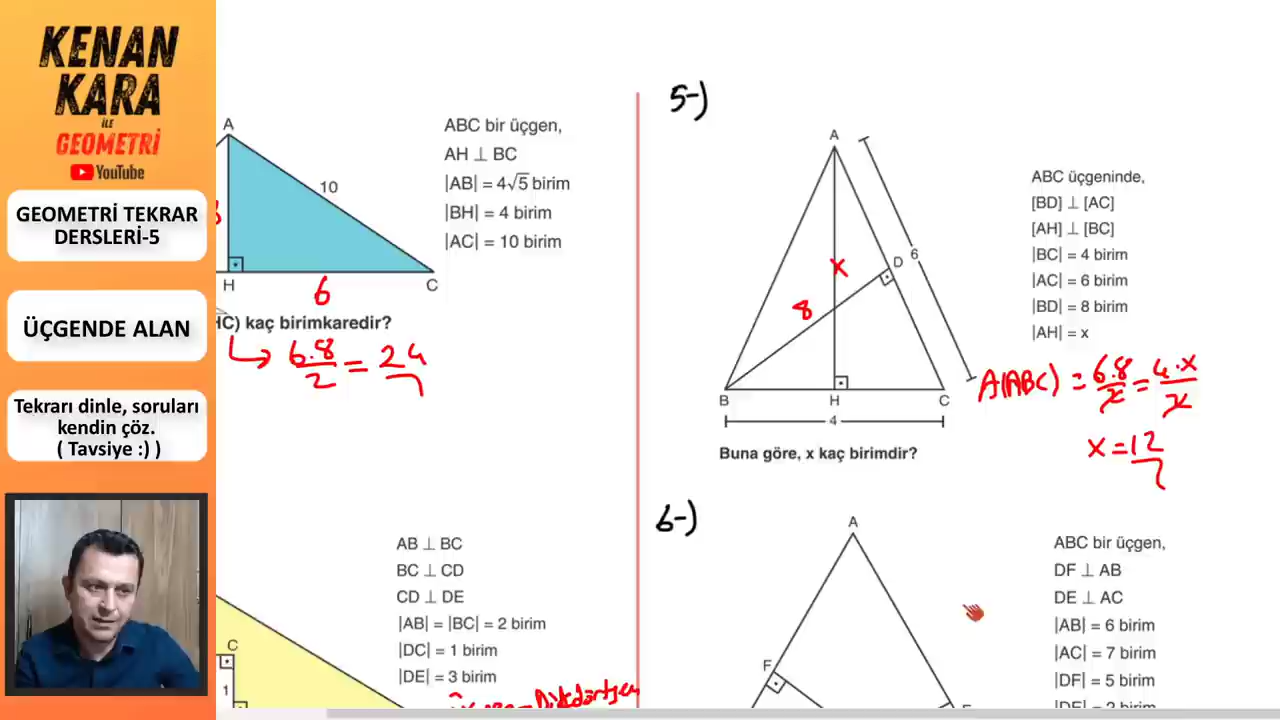 KENAN
KARA
İLE
GEOMETRİ
YouTube
GEOMETRİ TEKRAR
DERSLERİ-5
ÜÇGENDE ALAN
Tekrarı dinle, soruları
kendin çöz.
( Tavsiye :) )
A
10
H
6
C
ABC bir üçgen,
AH ⊥ BC
|AB| = 4√5 birim
|BH| = 4 birim
|AC| = 10 birim
HC) kaç birimkaredir?
6.8/2 = 24
AB ⊥ BC
BC ⊥ CD
CD ⊥ DE
|AB| = |BC| = 2 birim
|DC| = 1 birim
|DE| = 3 birim
C
1
5-)
A
D
6
x
8
B
H
C
4
ABC üçgeninde,
[BD] ⊥ [AC]
[AH] ⊥ [BC]
|BC| = 4 birim
|AC| = 6 birim
|BD| = 8 birim
|AH| = x
A(ABC) = 6.8/2 = 4.x/2
x = 12
Buna göre, x kaç birimdir?
6-)
A
F
ABC bir üçgen,
DF ⊥ AB
DE ⊥ AC
|AB| = 6 birim
|AC| = 7 birim
|DF| = 5 birim